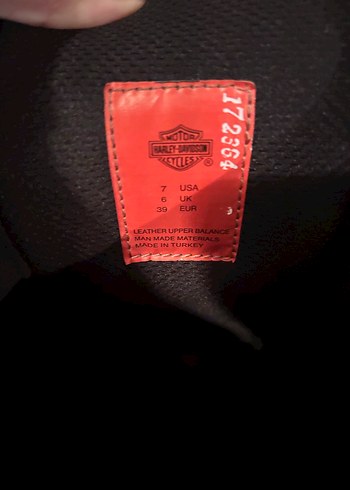 MOTOR
HARLEY-DAVIDSON
CYCLES
®
7 USA
6 UK
39 EUR
LEATHER UPPER BALANCE
MAN MADE MATERIALS
MADE IN TURKEY
172364